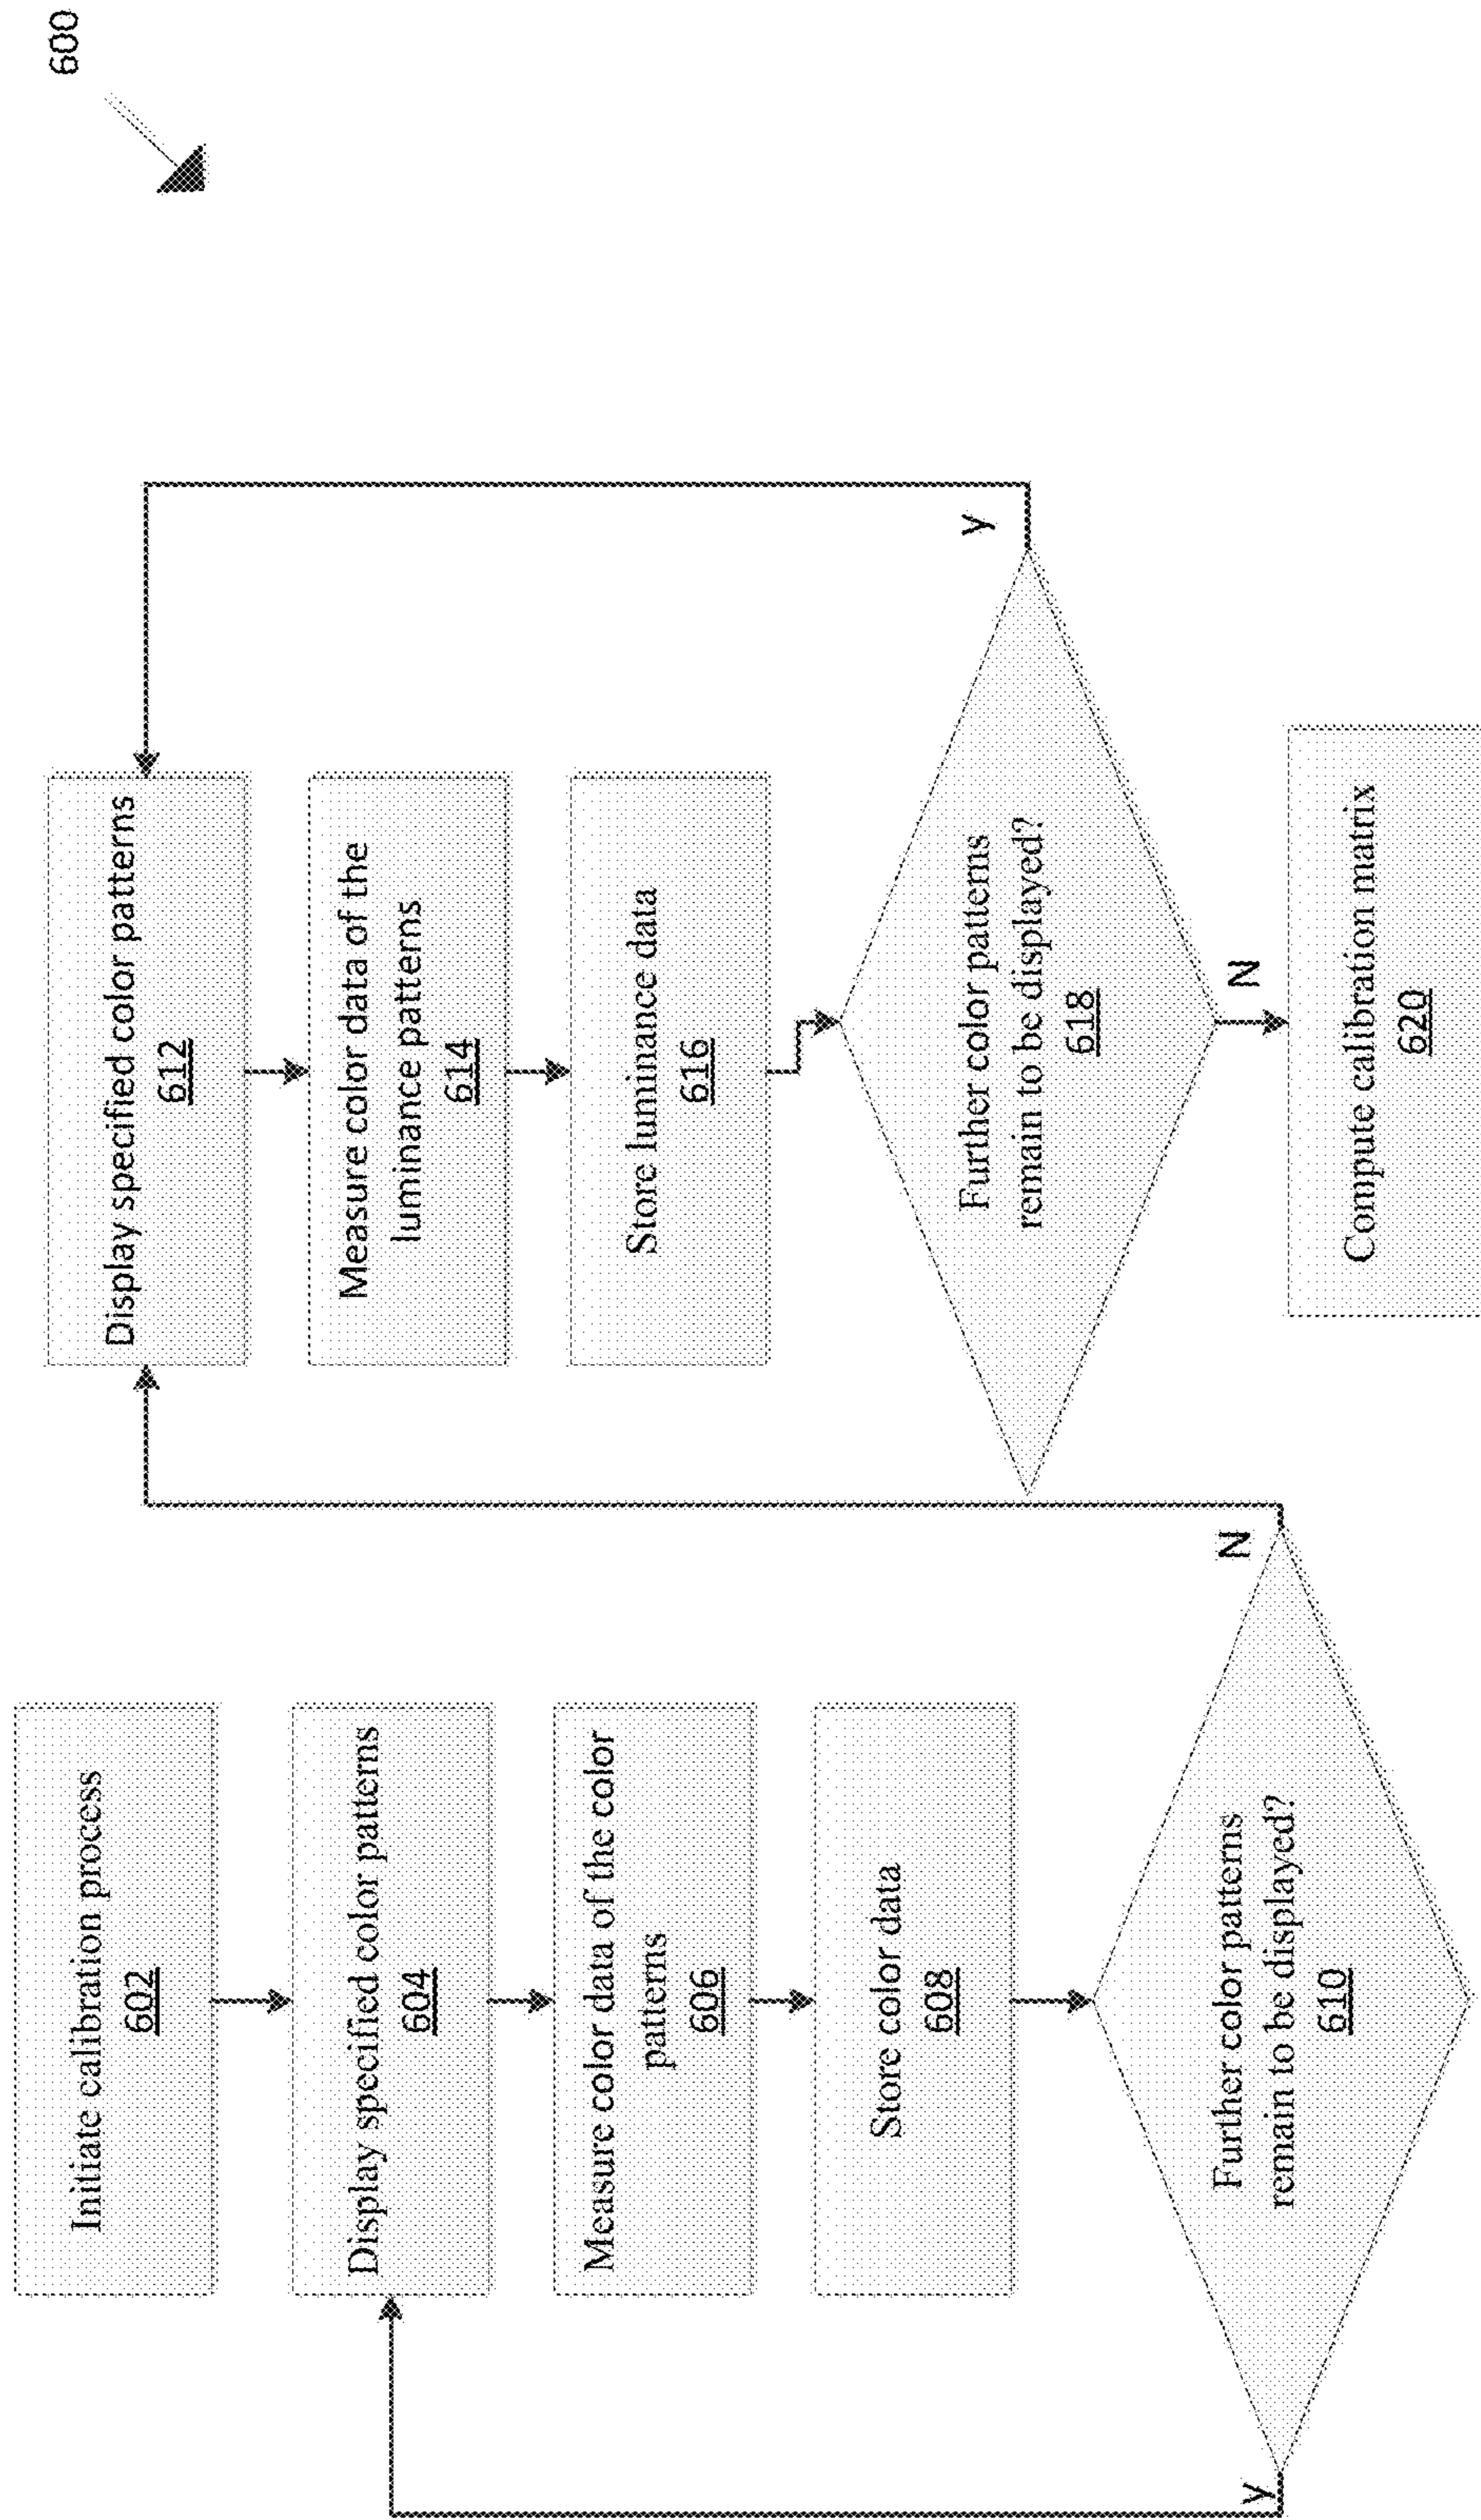 600
Initiate calibration process
602
Display specified color patterns
604
Measure color data of the color
patterns
606
Store color data
608
Further color patterns
remain to be displayed?
610
y
N
Display specified color patterns
612
Measure color data of the
luminance patterns
614
Store luminance data
616
Further color patterns
remain to be displayed?
618
y
N
Compute calibration matrix
620